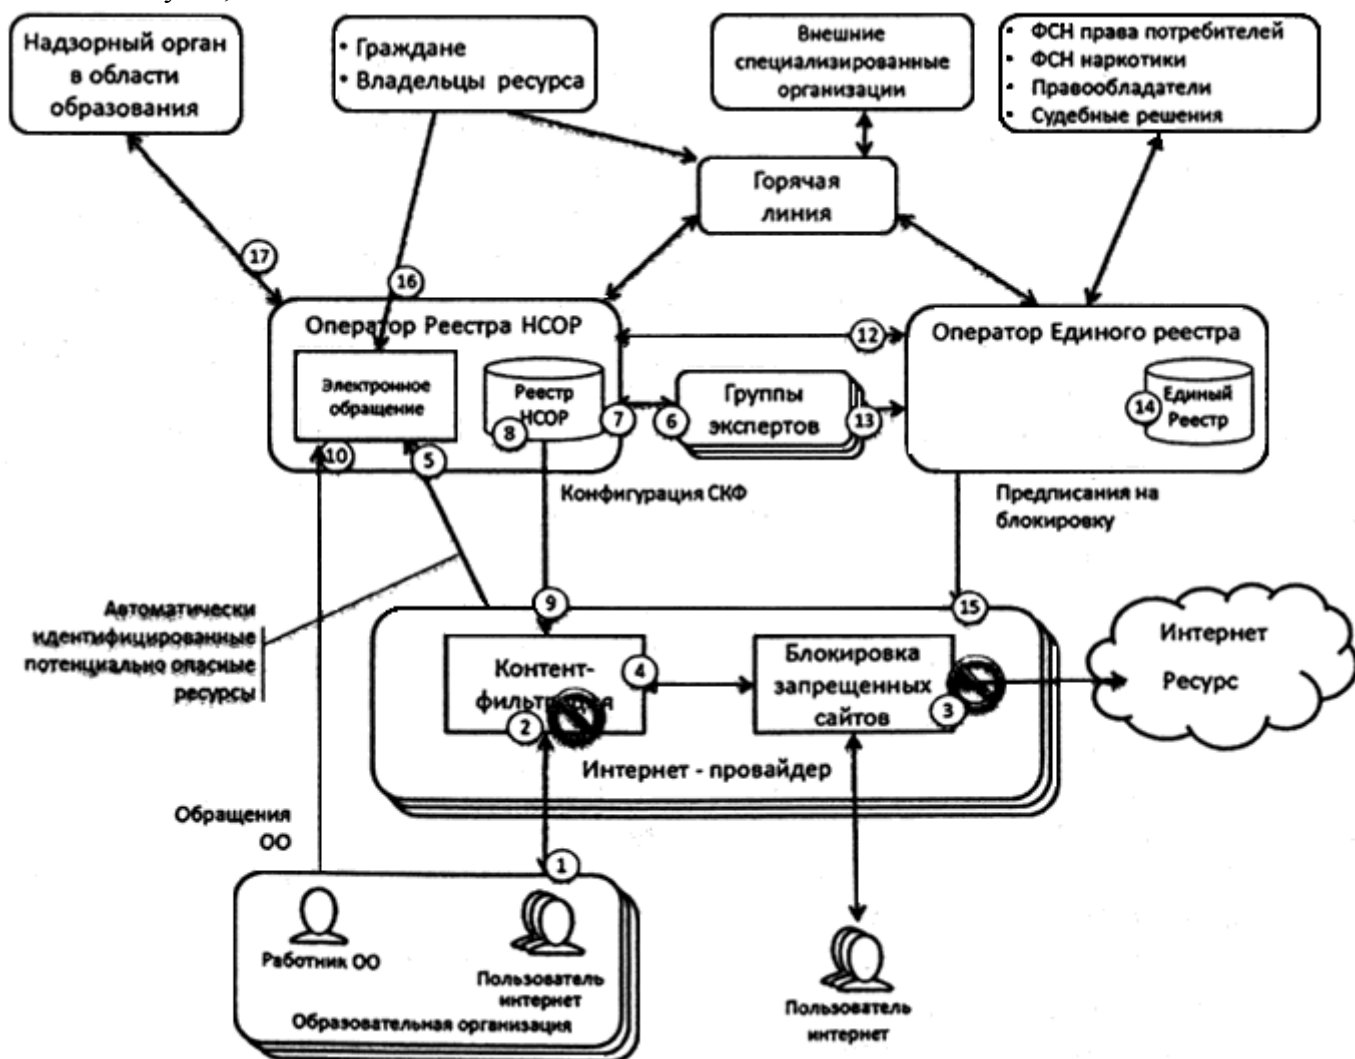 Надзорный орган
в области
образования
• Граждане
• Владельцы ресурса
Внешние
специализированные
организации
• ФСН права потребителей
• ФСН наркотики
• Правообладатели
• Судебные решения
Горячая
линия
17
16
Оператор Реестра НСОР
Электронное
обращение
Реестр
НСОР
8
7
10
5
12
6
Группы
экспертов
13
Оператор Единого реестра
14
Единый
Реестр
Конфигурация СКФ
Предписания на
блокировку
Автоматически
идентифицированные
потенциально опасные
ресурсы
9
15
Контент-
фильтрация
4
2
Блокировка
запрещенных
сайтов
3
Интернет
Ресурс
Интернет - провайдер
Обращения
ОО
1
Работник ОО
Пользователь
интернет
Образовательная организация
Пользователь
интернет